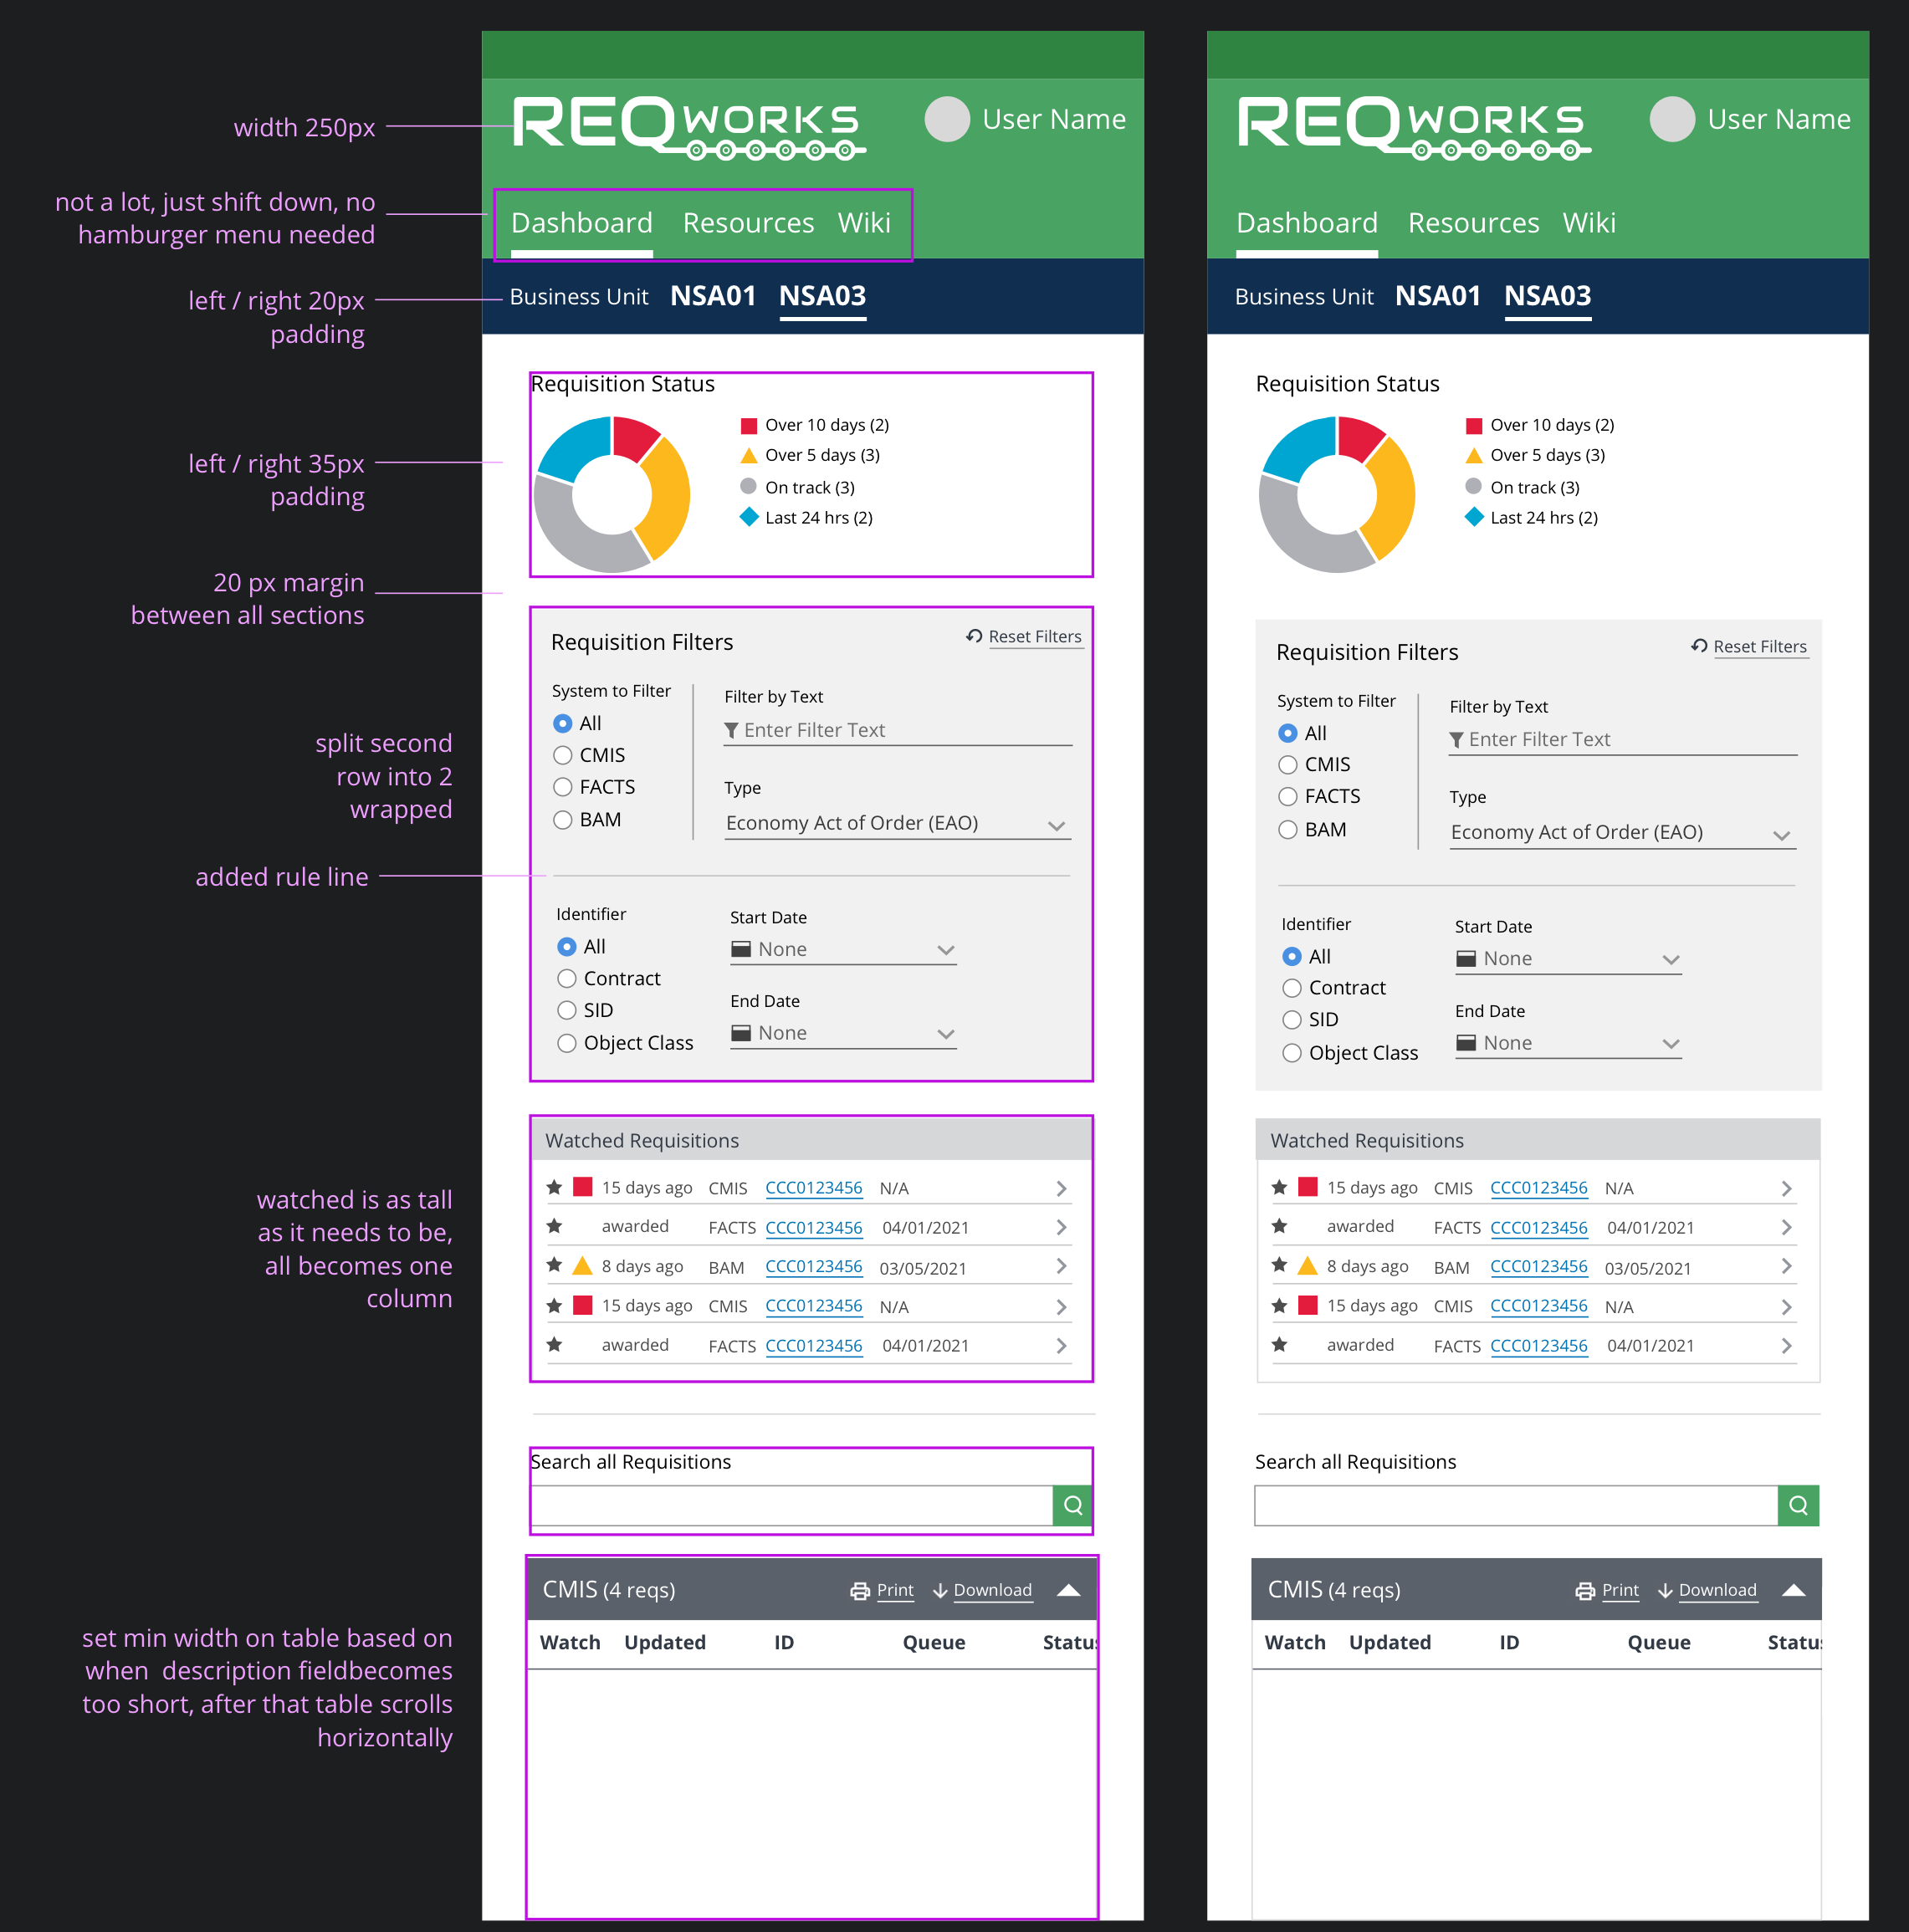 width 250px
not a lot, just shift down, no
hamburger menu needed
left / right 20px
padding
left / right 35px
padding
20 px margin
between all sections
split second
row into 2
wrapped
added rule line
watched is as tall
as it needs to be,
all becomes one
column
set min width on table based on
when description fieldbecomes
too short, after that table scrolls
horizontally
REQWORKS
User Name
Dashboard Resources Wiki
Business Unit NSA01 NSA03
Requisition Status
Over 10 days (2)
Over 5 days (3)
On track (3)
Last 24 hrs (2)
Requisition Filters
Reset Filters
System to Filter
All
CMIS
FACTS
BAM
Filter by Text
Enter Filter Text
Type
Economy Act of Order (EAO)
Identifier
All
Contract
SID
Object Class
Start Date
None
End Date
None
Watched Requisitions
15 days ago CMIS CCC0123456 N/A
awarded FACTS CCC0123456 04/01/2021
8 days ago BAM CCC0123456 03/05/2021
15 days ago CMIS CCC0123456 N/A
awarded FACTS CCC0123456 04/01/2021
Search all Requisitions
CMIS (4 reqs) Print Download
Watch Updated ID Queue Status
REQWORKS
User Name
Dashboard Resources Wiki
Business Unit NSA01 NSA03
Requisition Status
Over 10 days (2)
Over 5 days (3)
On track (3)
Last 24 hrs (2)
Requisition Filters
Reset Filters
System to Filter
All
CMIS
FACTS
BAM
Filter by Text
Enter Filter Text
Type
Economy Act of Order (EAO)
Identifier
All
Contract
SID
Object Class
Start Date
None
End Date
None
Watched Requisitions
15 days ago CMIS CCC0123456 N/A
awarded FACTS CCC0123456 04/01/2021
8 days ago BAM CCC0123456 03/05/2021
15 days ago CMIS CCC0123456 N/A
awarded FACTS CCC0123456 04/01/2021
Search all Requisitions
CMIS (4 reqs) Print Download
Watch Updated ID Queue Status